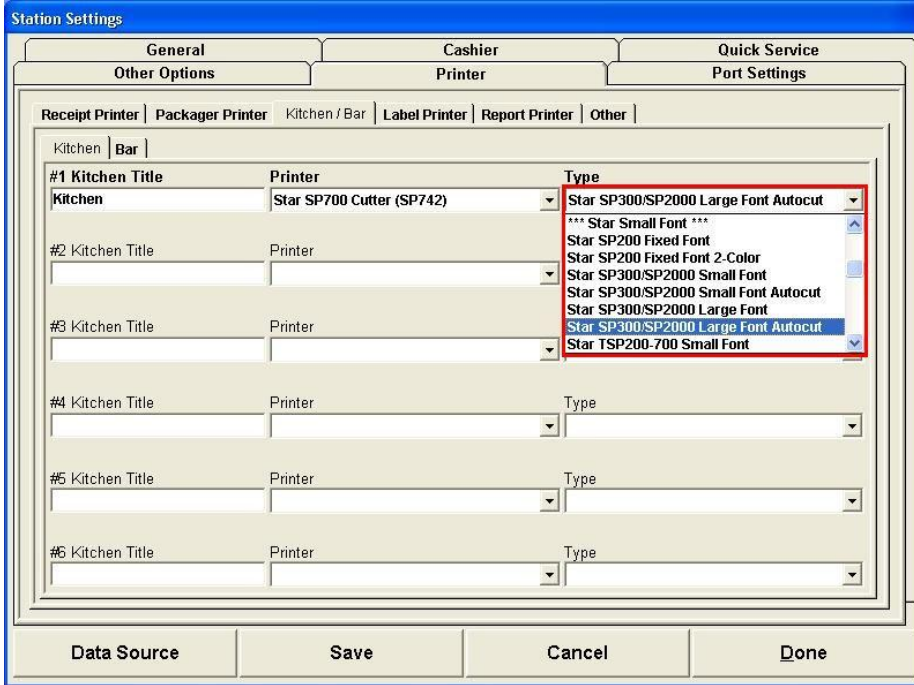 Station Settings
General Cashier Quick Service
Other Options Printer Port Settings
Receipt Printer Packager Printer Kitchen / Bar Label Printer Report Printer Other
Kitchen Bar
#1 Kitchen Title Printer Type
Kitchen Star SP700 Cutter (SP742) Star SP300/SP2000 Large Font Autocut
*** Star Small Font ***
Star SP200 Fixed Font
Star SP200 Fixed Font 2-Color
Star SP300/SP2000 Small Font
Star SP300/SP2000 Small Font Autocut
Star SP300/SP2000 Large Font
Star SP300/SP2000 Large Font Autocut
Star TSP200-700 Small Font
#2 Kitchen Title Printer
#3 Kitchen Title Printer
#4 Kitchen Title Printer Type
#5 Kitchen Title Printer Type
#6 Kitchen Title Printer Type
Data Source Save Cancel Done